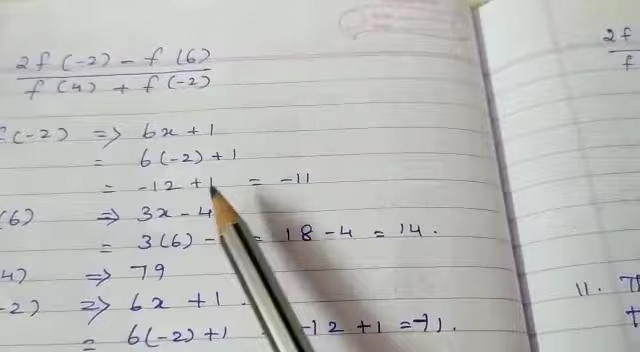 2f(-2) - f(6)
f(4) + f(-2)
f(-2) => 6x+1
= 6(-2)+1
= -12+1 = -11
(6) => 3x-4
= 3(6) - = 18-4 = 14.
4) => 79
-2) => 6x+1.
= 6(-2)+1 -12+1 =-11.
2f
f
11. T
t